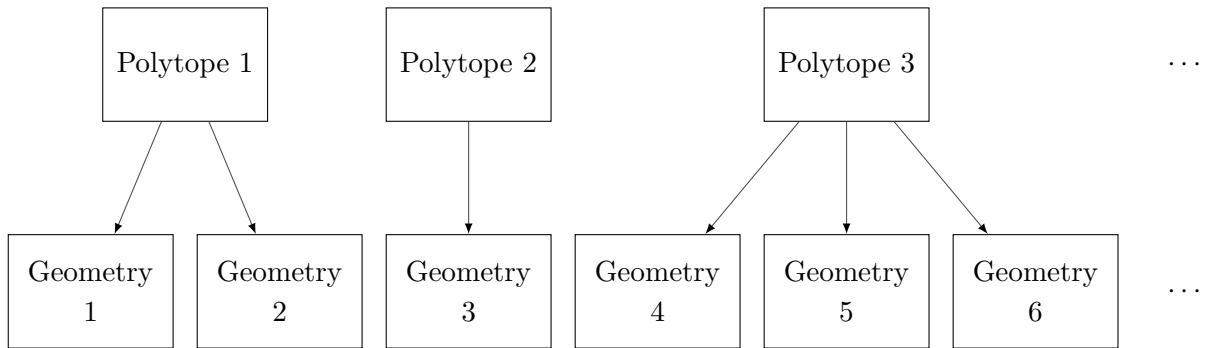 Polytope 1
Polytope 2
Polytope 3
...
Geometry
1
Geometry
2
Geometry
3
Geometry
4
Geometry
5
Geometry
6
...